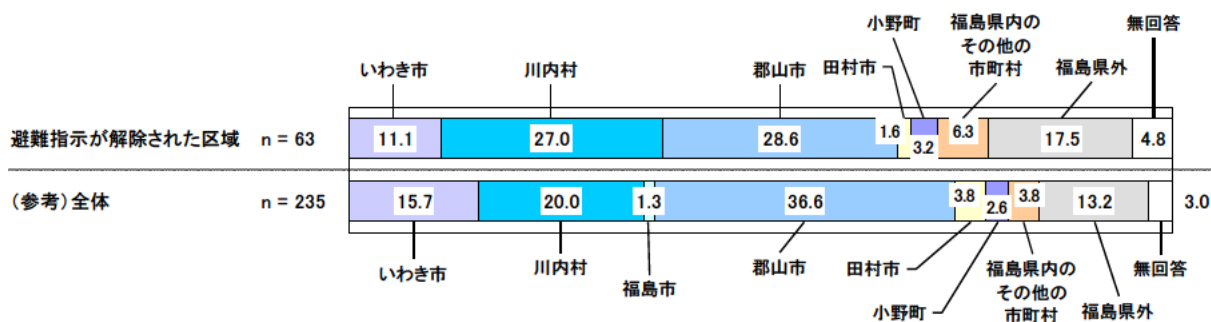 小野町
福島県内の
その他の
市町村
無回答
いわき市
川内村
郡山市
田村市
福島県外
避難指示が解除された区域 n = 63
11.1 27.0 28.6 1.6 3.2 6.3 17.5 4.8
(参考)全体 n = 235
15.7 20.0 1.3 36.6 3.8 2.6 3.8 13.2 3.0
いわき市
川内村
福島市
郡山市
田村市
小野町
福島県内の
その他の
市町村
福島県外
無回答